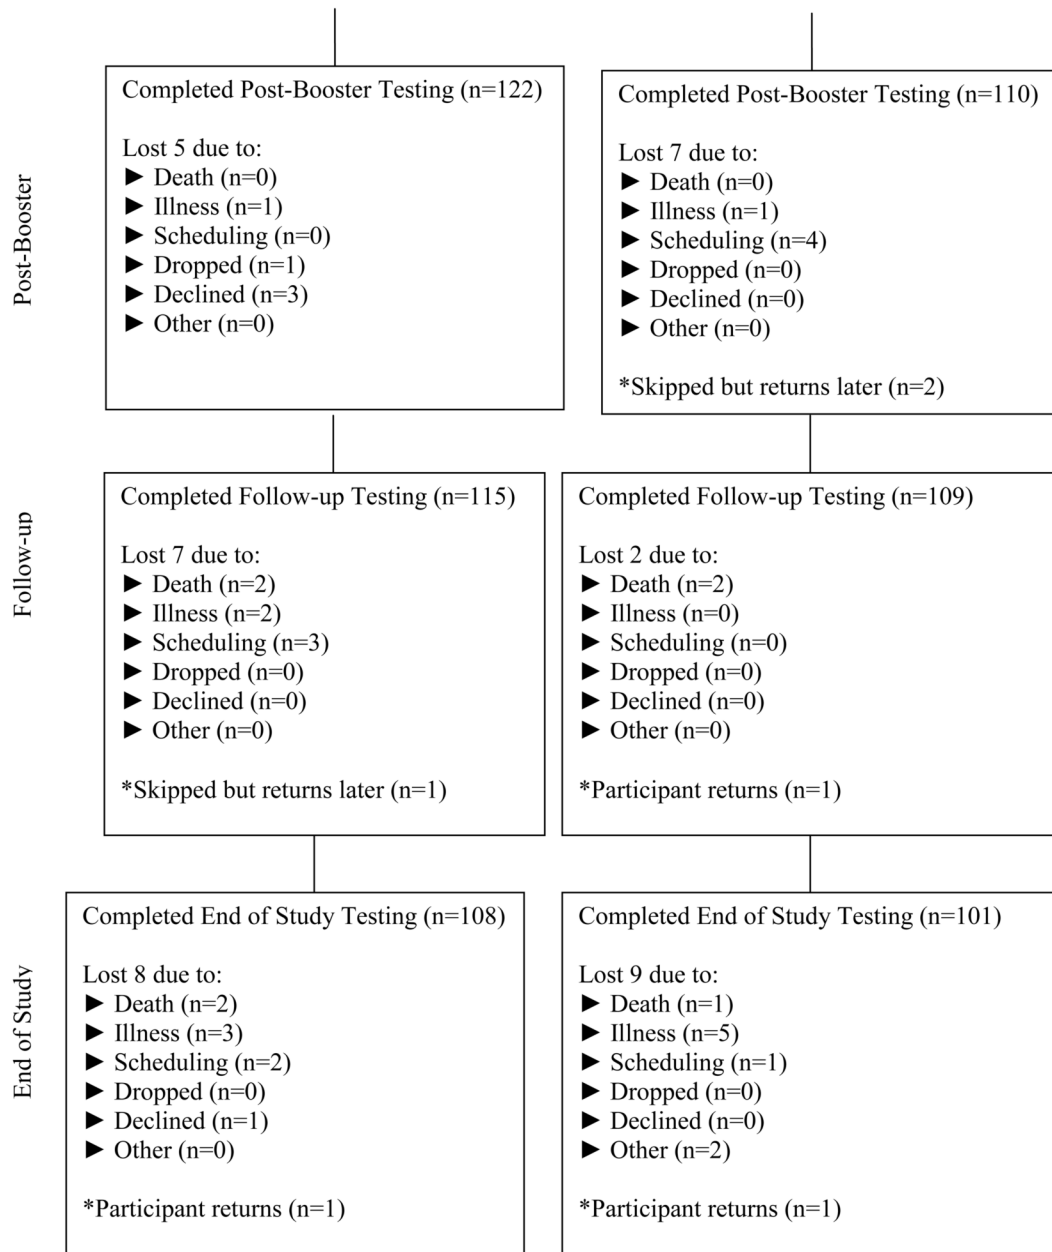 Post-Booster
Completed Post-Booster Testing (n=122)
Lost 5 due to:
► Death (n=0)
► Illness (n=1)
► Scheduling (n=0)
► Dropped (n=1)
► Declined (n=3)
► Other (n=0)
Completed Post-Booster Testing (n=110)
Lost 7 due to:
► Death (n=0)
► Illness (n=1)
► Scheduling (n=4)
► Dropped (n=0)
► Declined (n=0)
► Other (n=0)
*Skipped but returns later (n=2)
Follow-up
Completed Follow-up Testing (n=115)
Lost 7 due to:
► Death (n=2)
► Illness (n=2)
► Scheduling (n=3)
► Dropped (n=0)
► Declined (n=0)
► Other (n=0)
*Skipped but returns later (n=1)
Completed Follow-up Testing (n=109)
Lost 2 due to:
► Death (n=2)
► Illness (n=0)
► Scheduling (n=0)
► Dropped (n=0)
► Declined (n=0)
► Other (n=0)
*Participant returns (n=1)
End of Study
Completed End of Study Testing (n=108)
Lost 8 due to:
► Death (n=2)
► Illness (n=3)
► Scheduling (n=2)
► Dropped (n=0)
► Declined (n=1)
► Other (n=0)
*Participant returns (n=1)
Completed End of Study Testing (n=101)
Lost 9 due to:
► Death (n=1)
► Illness (n=5)
► Scheduling (n=1)
► Dropped (n=0)
► Declined (n=0)
► Other (n=2)
*Participant returns (n=1)